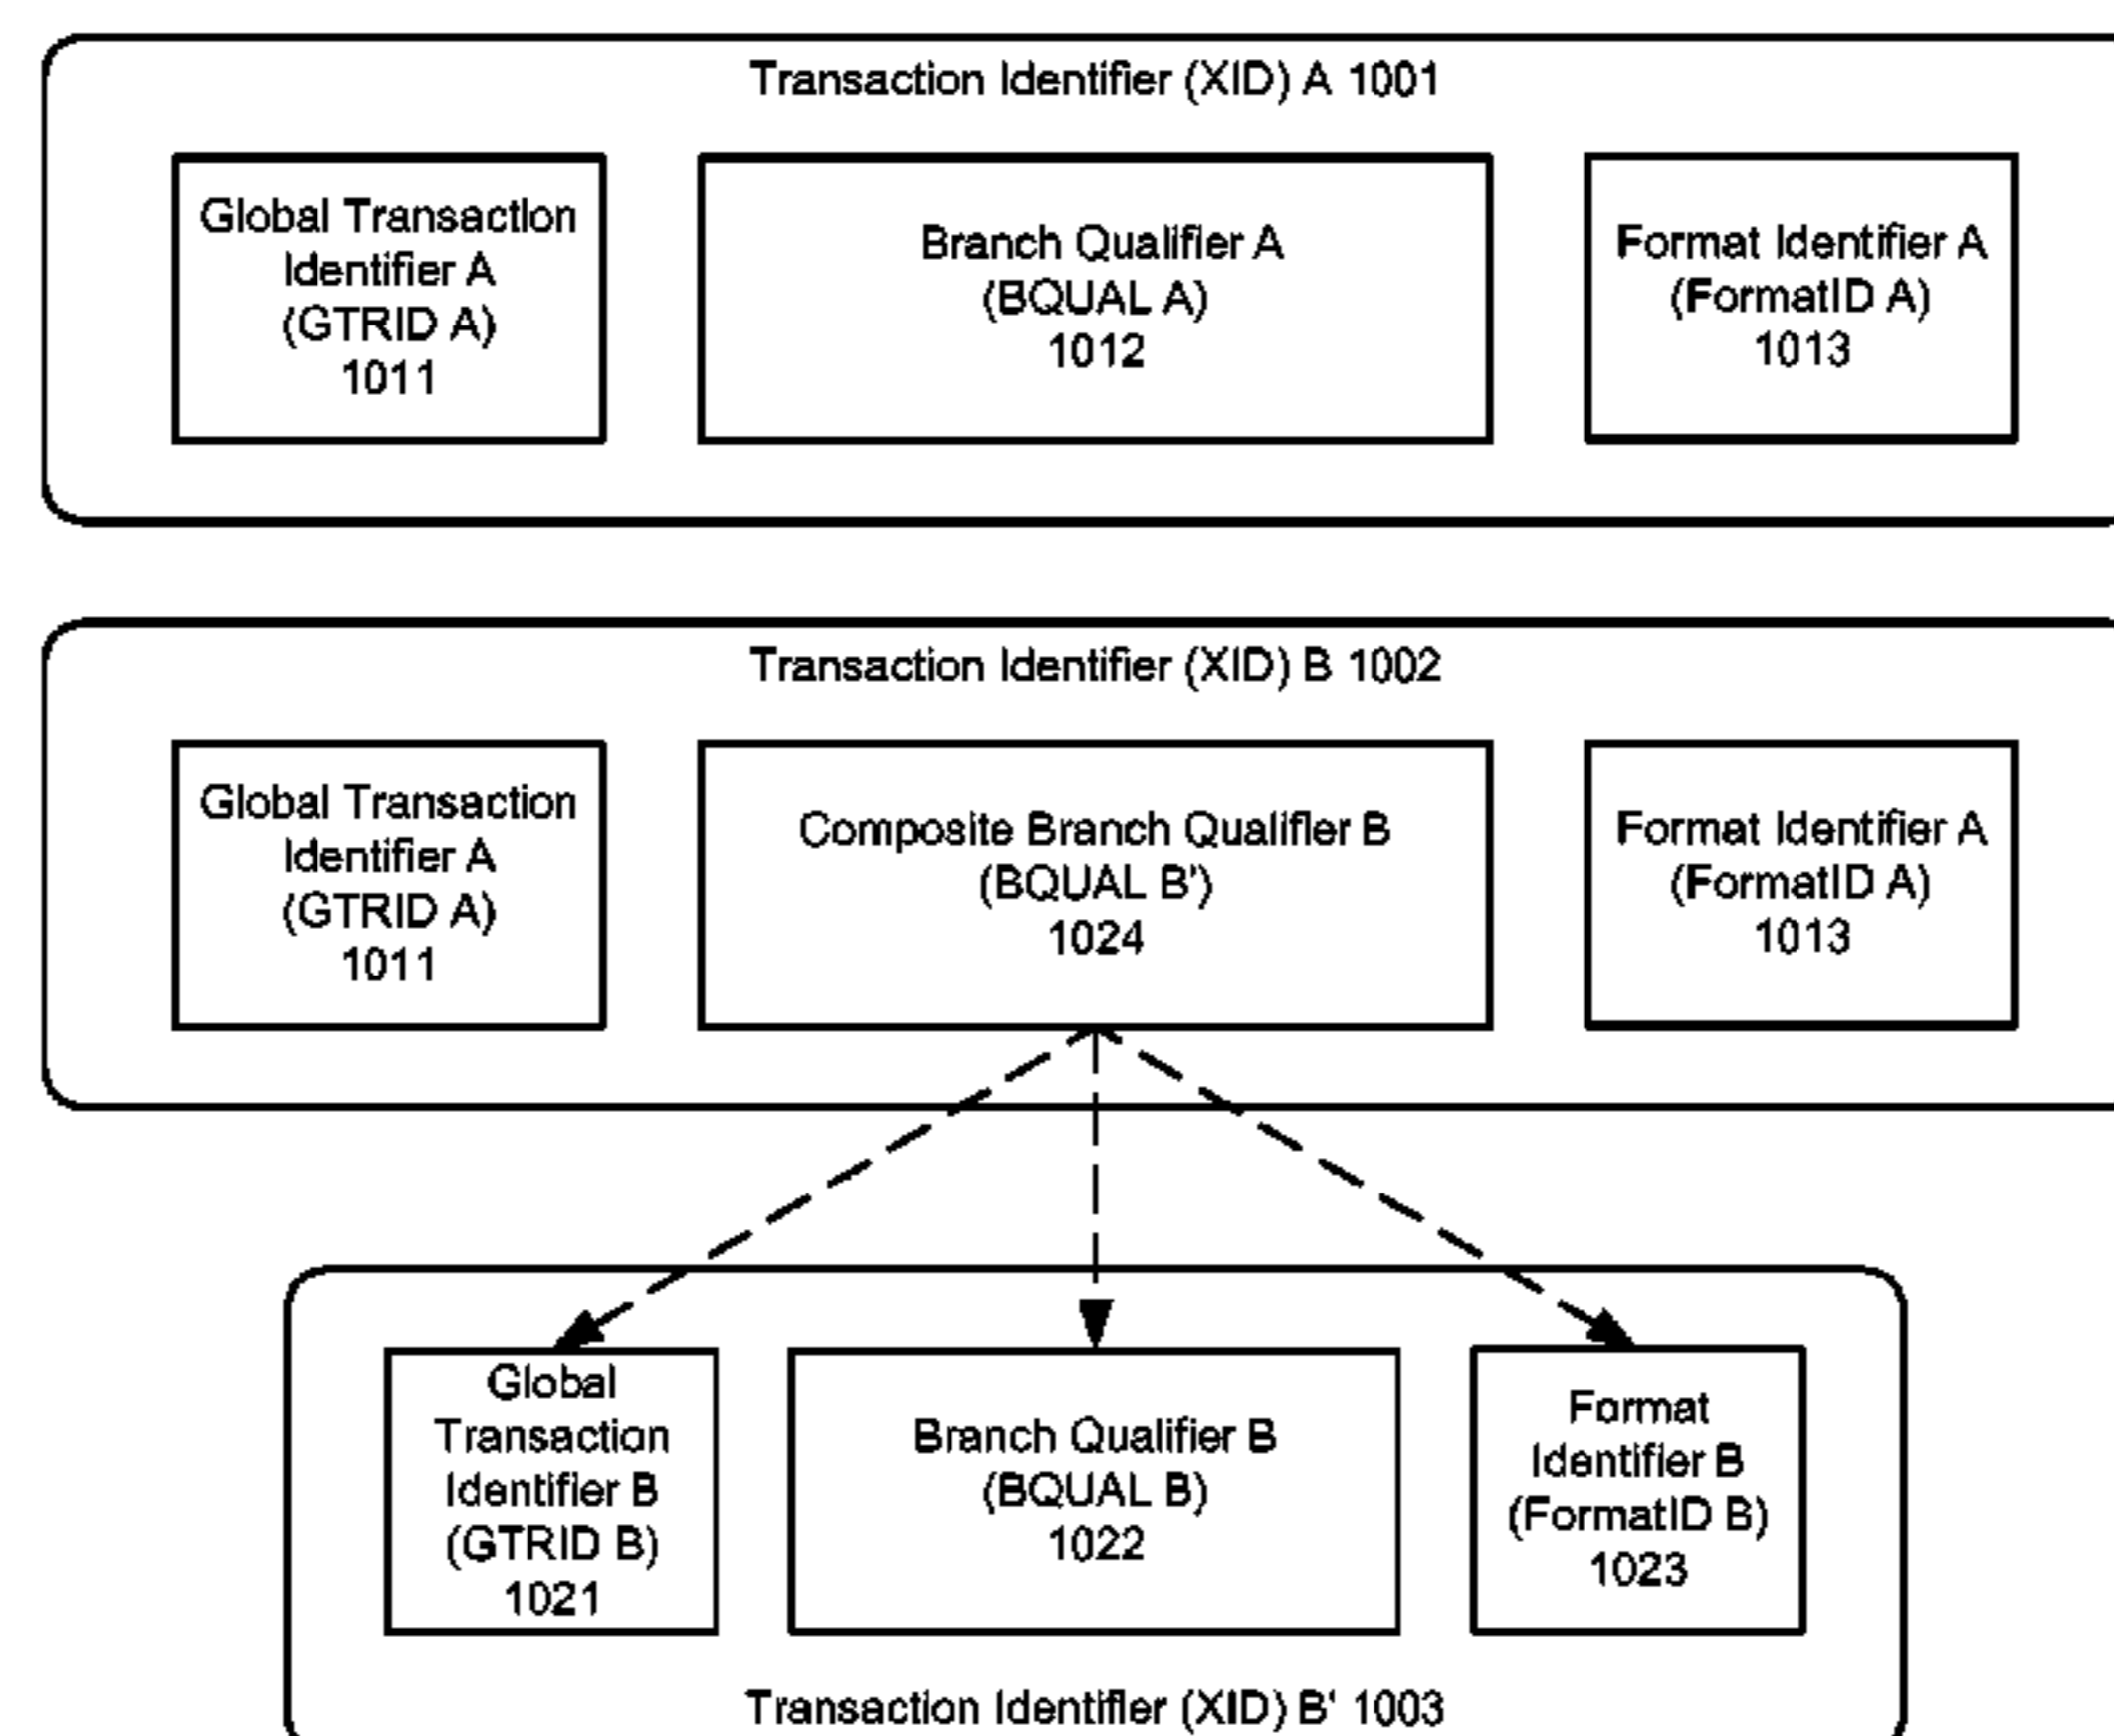 Transaction Identifier (XID) A 1001
Global Transaction
Identifier A
(GTRID A)
1011
Branch Qualifier A
(BQUAL A)
1012
Format Identifier A
(FormatID A)
1013
Transaction Identifier (XID) B 1002
Global Transaction
Identifier A
(GTRID A)
1011
Composite Branch Qualifier B
(BQUAL B')
1024
Format Identifier A
(FormatID A)
1013
Global
Transaction
Identifier B
(GTRID B)
1021
Branch Qualifier B
(BQUAL B)
1022
Format
Identifier B
(FormatID B)
1023
Transaction Identifier (XID) B' 1003